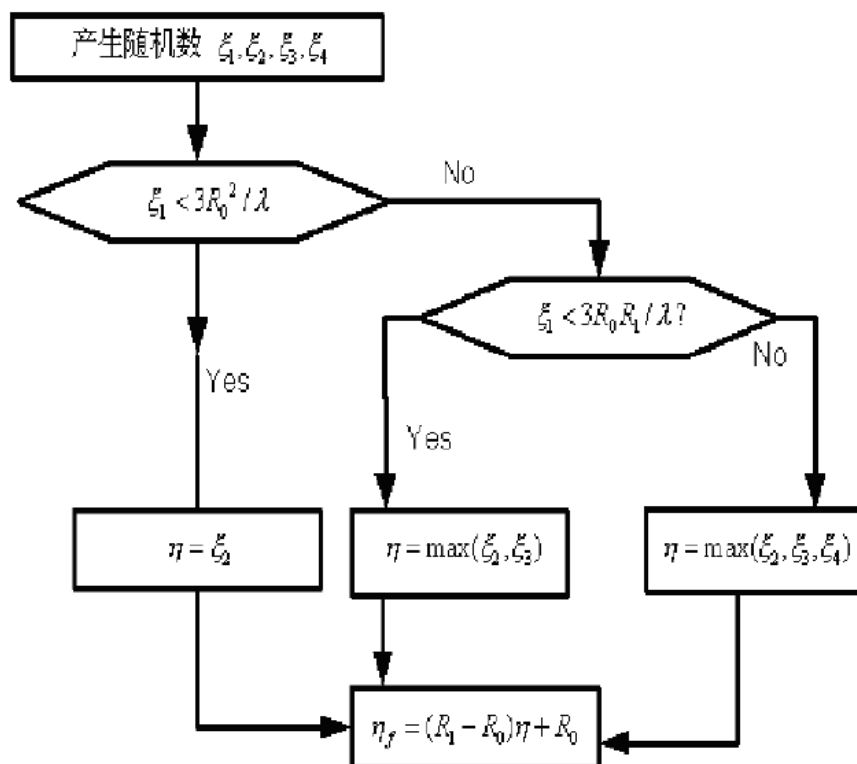 产生随机数 ξ₁,ξ₂,ξ₃,ξ₄
ξ₁<3R₀²/λ
No
ξ₁<3R₀R₁/λ?
Yes
No
Yes
η=ξ₂
η=max(ξ₂,ξ₃)
η=max(ξ₂,ξ₃,ξ₄)
η_f=(R₁−R₀)η+R₀